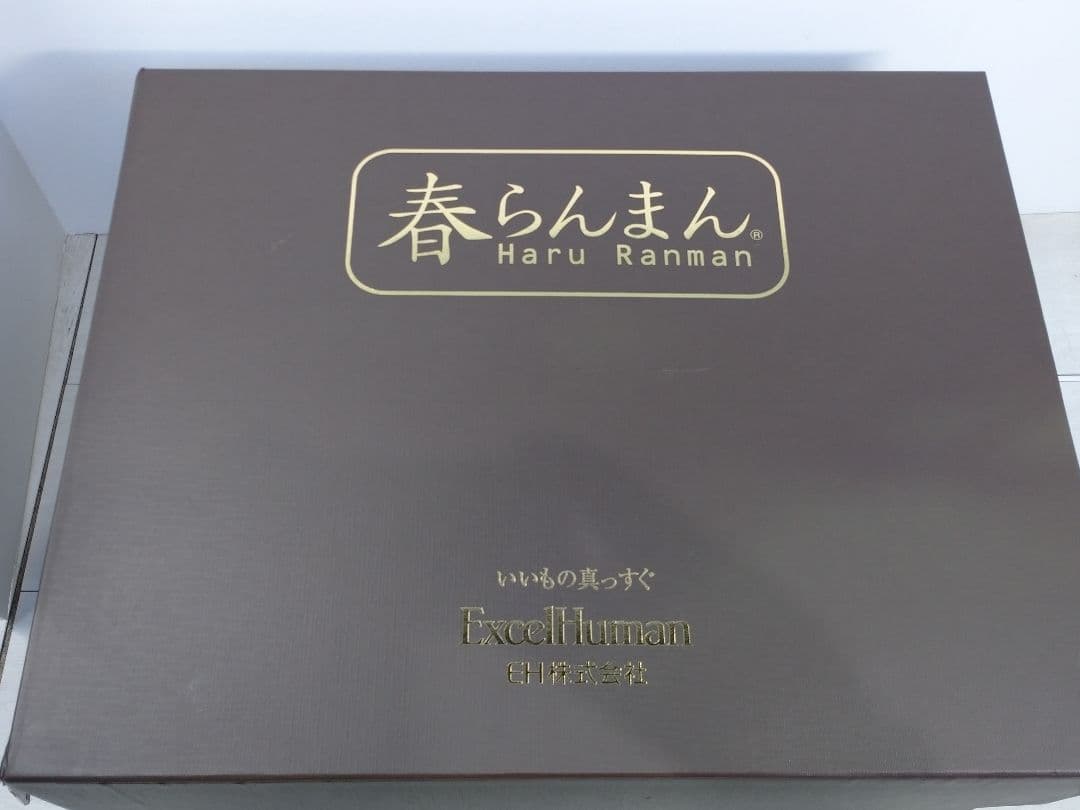 春らんまん®
Haru Ranman
いいもの真っすぐ
ExcelHuman
EH株式会社